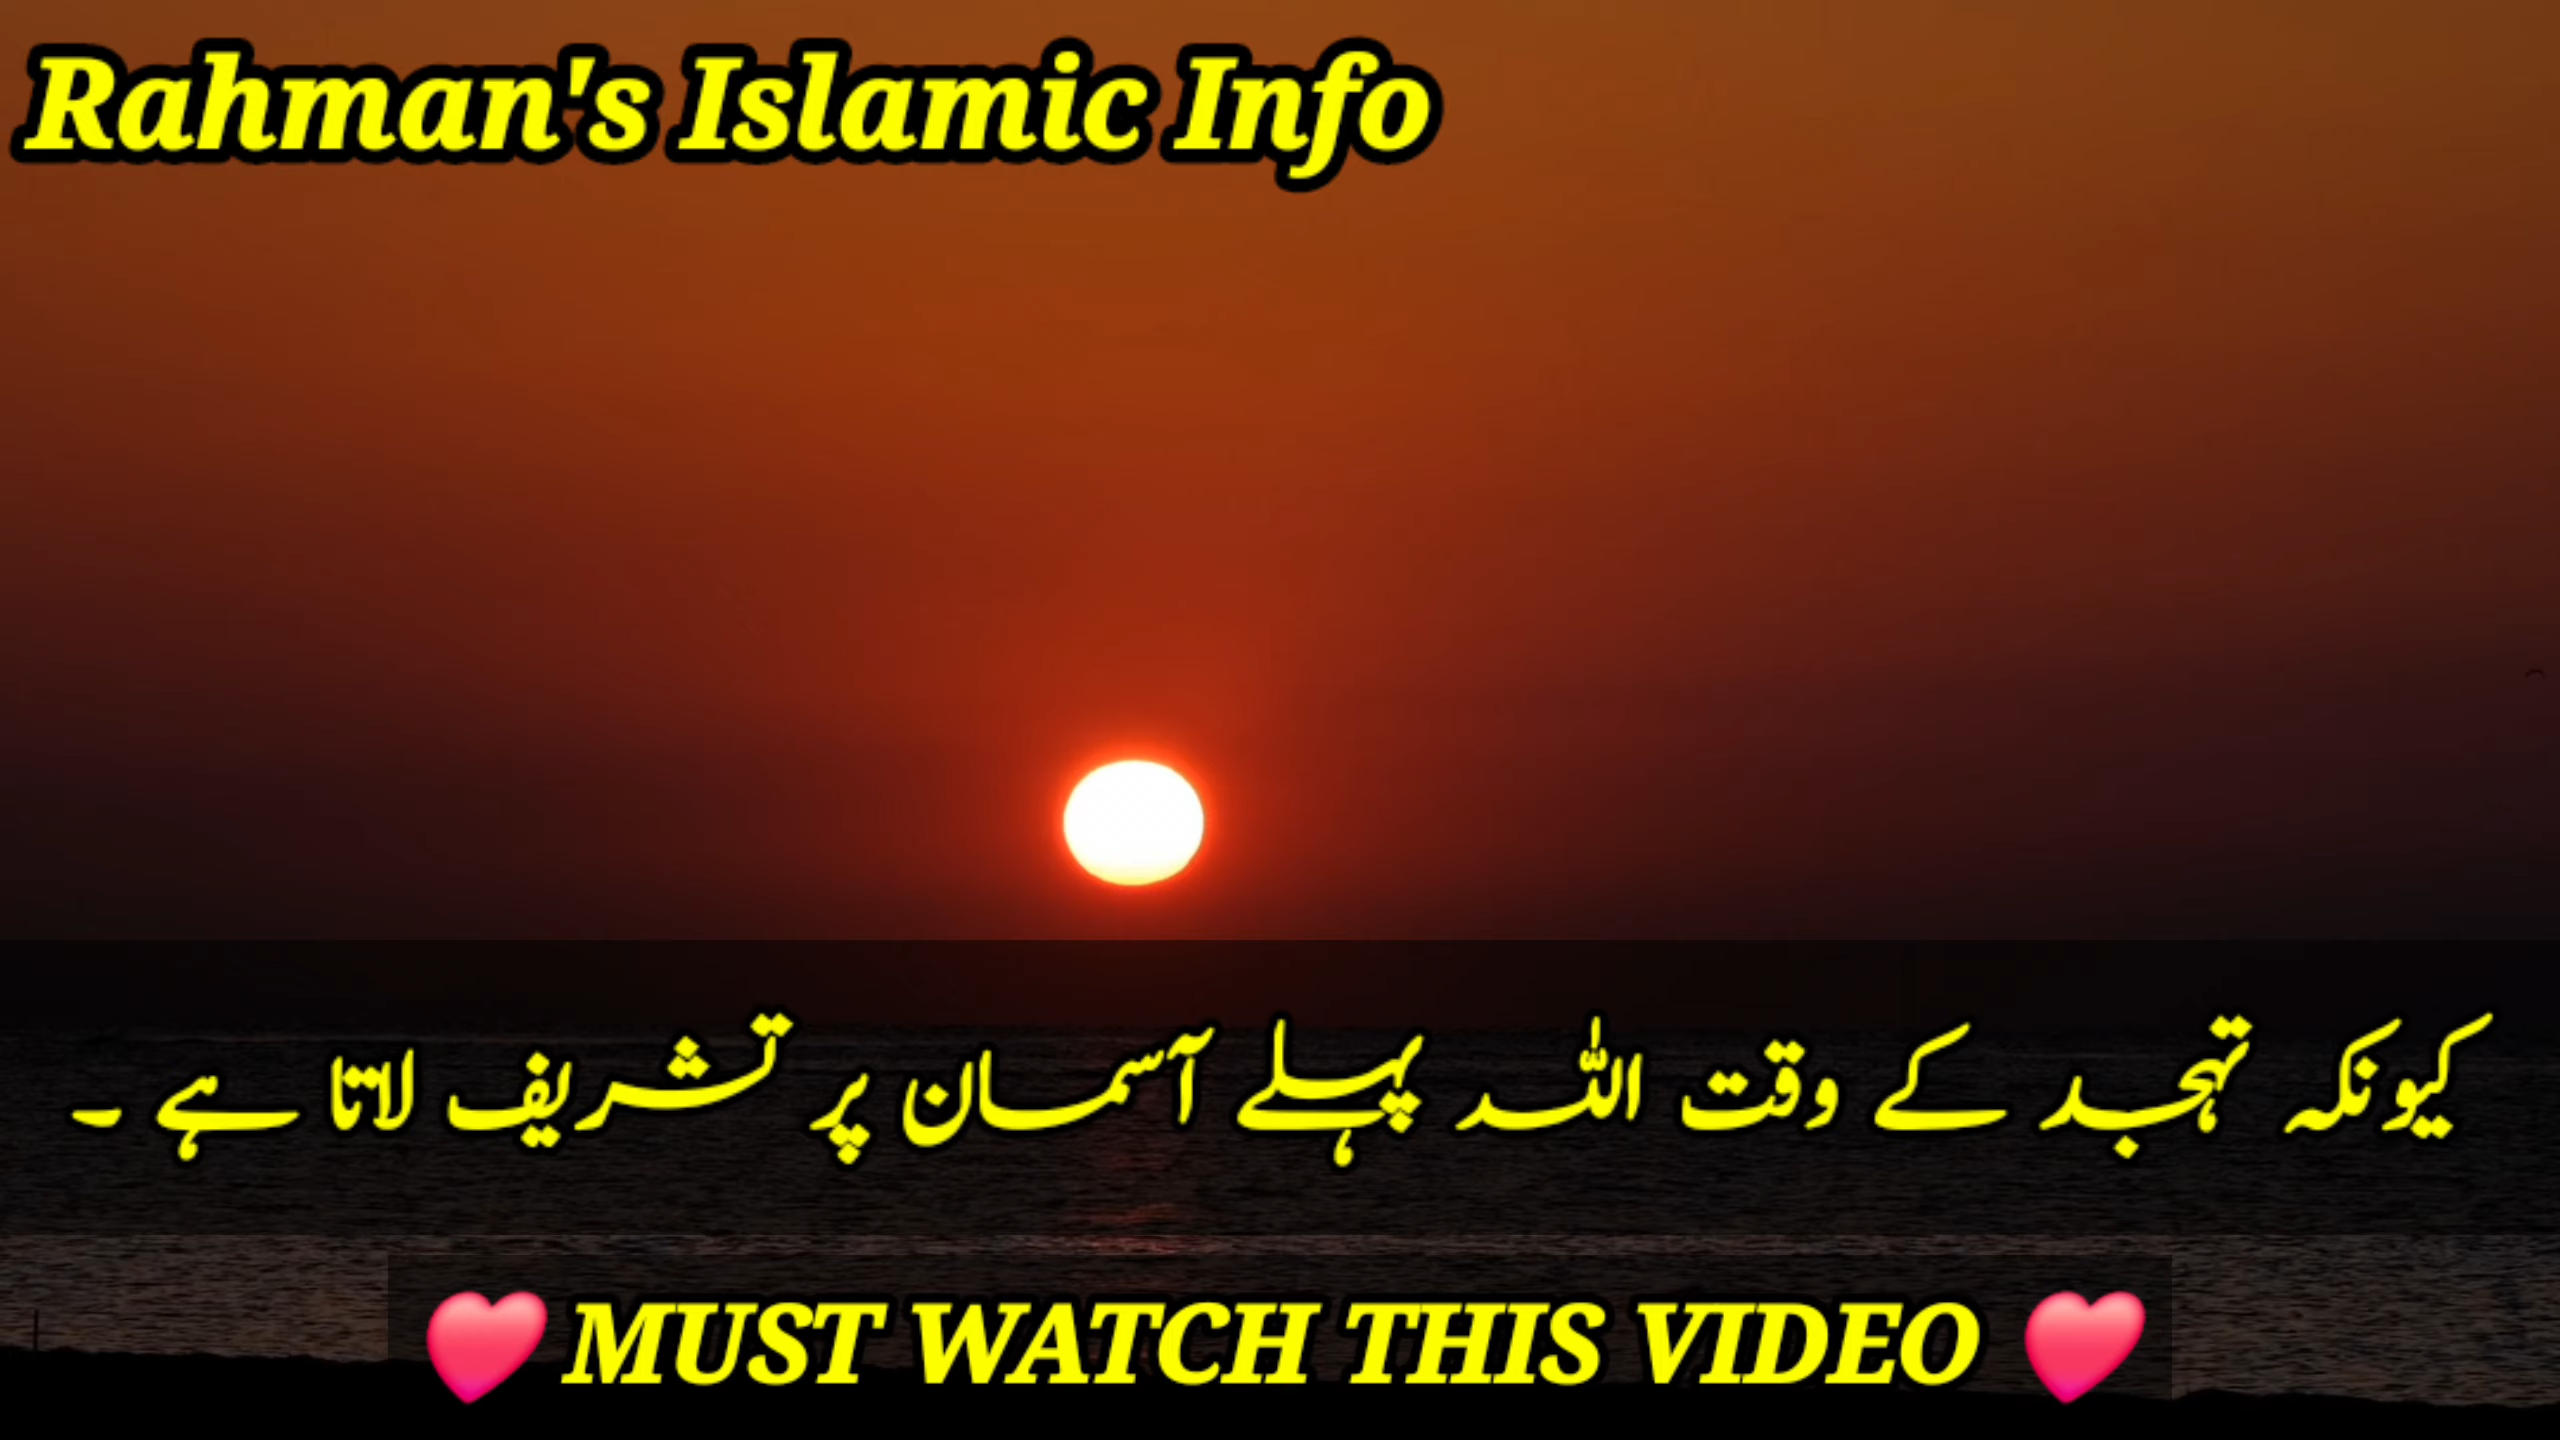 Rahman's Islamic Info
کیونکہ تہجد کے وقت اللہ پہلے آسمان پر تشریف لاتا ہے ۔
MUST WATCH THIS VIDEO